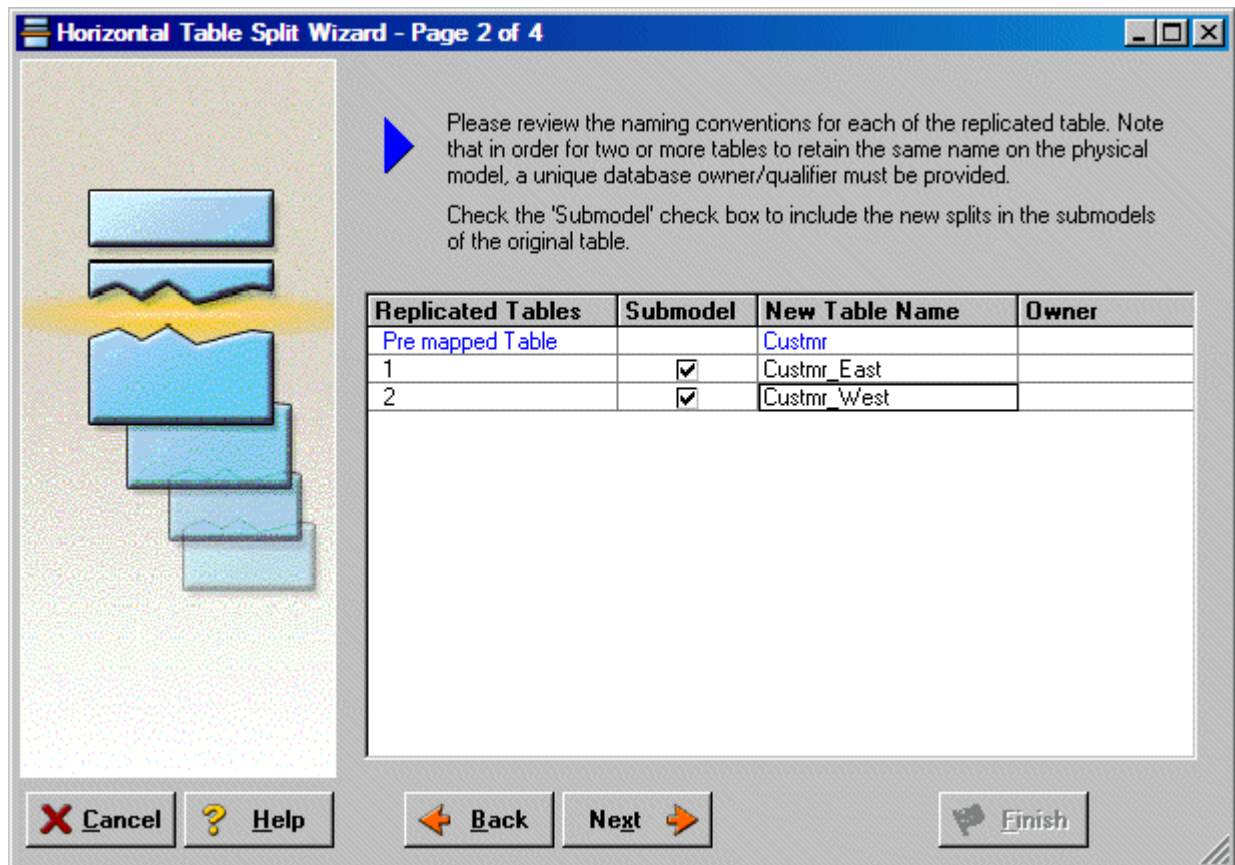 Horizontal Table Split Wizard - Page 2 of 4
Please review the naming conventions for each of the replicated table. Note
that in order for two or more tables to retain the same name on the physical
model, a unique database owner/qualifier must be provided.
Check the 'Submodel' check box to include the new splits in the submodels
of the original table.
Replicated Tables Submodel New Table Name Owner
Pre mapped Table Custmr
1 Custmr_East
2 Custmr_West
Cancel Help Back Next Finish